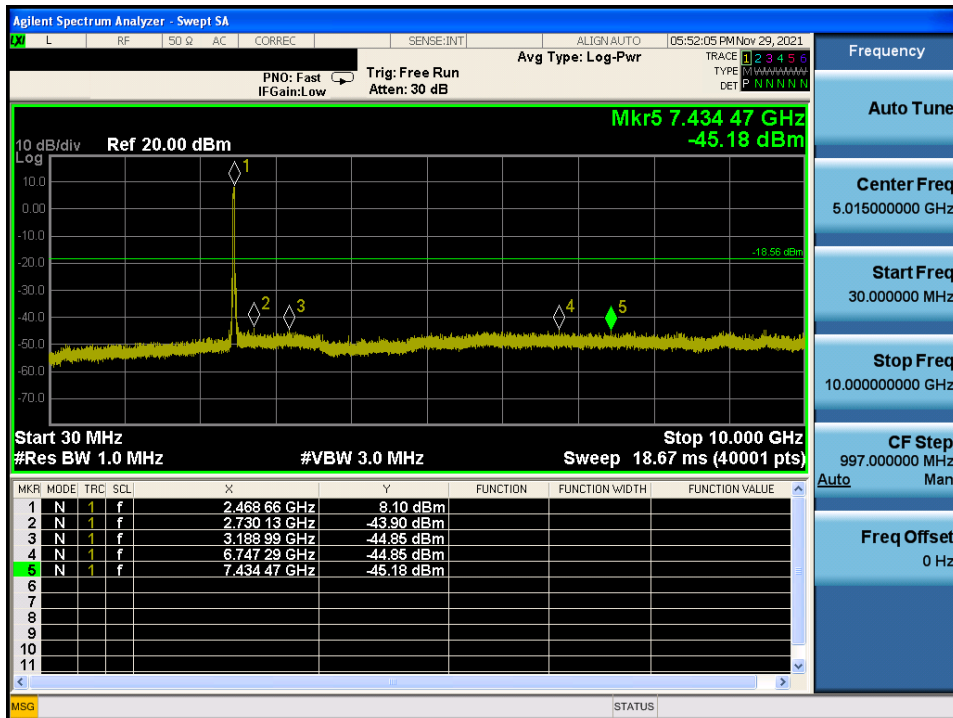 Agilent Spectrum Analyzer - Swept SA
LXI L RF 50 Ω AC CORREC SENSE:INT ALIGNAUTO 05:52:05 PMNov 29, 2021
Frequency
Avg Type: Log-Pwr
TRACE 1 2 3 4 5 6
TYPE M
DET P N N N N N
PNO: Fast Trig: Free Run
IFGain:Low Atten: 30 dB
Auto Tune
Mkr5 7.434 47 GHz
-45.18 dBm
10 dB/div Ref 20.00 dBm
Log
10.0
0.00
-10.0
-20.0
-30.0
-40.0
-50.0
-60.0
-70.0
1
2
3
4
5
-18.56 dBm
Center Freq
5.015000000 GHz
Start Freq
30.000000 MHz
Stop Freq
10.000000000 GHz
Start 30 MHz Stop 10.000 GHz
#Res BW 1.0 MHz #VBW 3.0 MHz Sweep 18.67 ms (40001 pts)
CF Step
997.000000 MHz
Auto Man
MKR MODE TRC SCL X Y FUNCTION FUNCTION WIDTH FUNCTION VALUE
1 N 1 f 2.468 66 GHz 8.10 dBm
2 N 1 f 2.730 13 GHz -43.90 dBm
3 N 1 f 3.188 99 GHz -44.85 dBm
4 N 1 f 6.747 29 GHz -44.85 dBm
5 N 1 f 7.434 47 GHz -45.18 dBm
6
7
8
9
10
11
Freq Offset
0 Hz
MSG STATUS